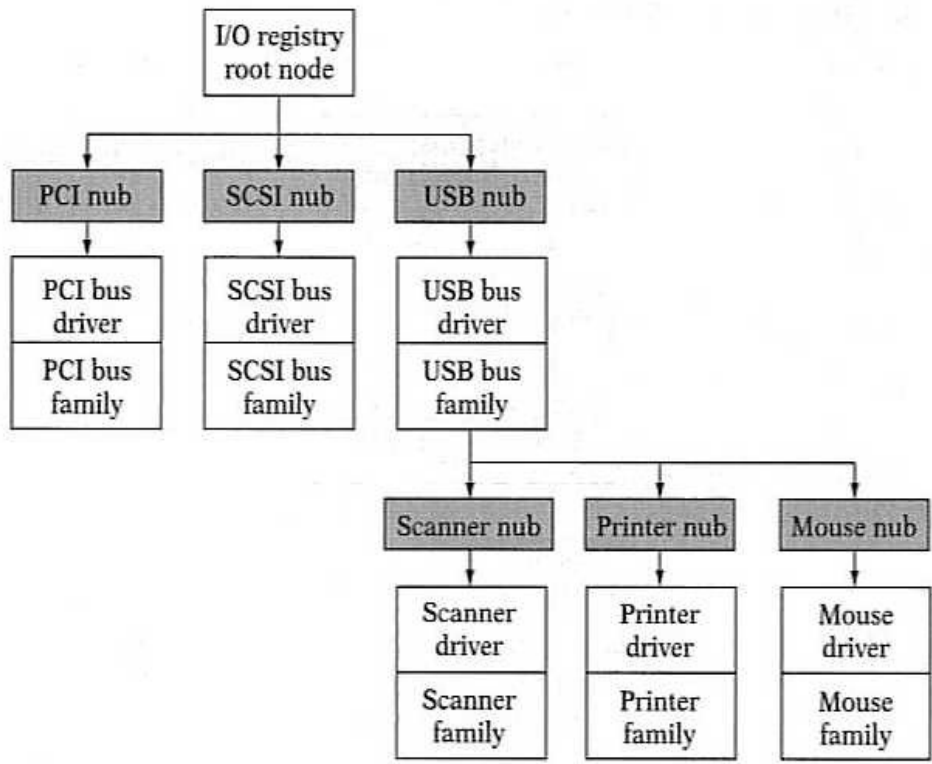 I/O registry
root node
PCI nub
SCSI nub
USB nub
PCI bus
driver
PCI bus
family
SCSI bus
driver
SCSI bus
family
USB bus
driver
USB bus
family
Scanner nub
Printer nub
Mouse nub
Scanner
driver
Scanner
family
Printer
driver
Printer
family
Mouse
driver
Mouse
family